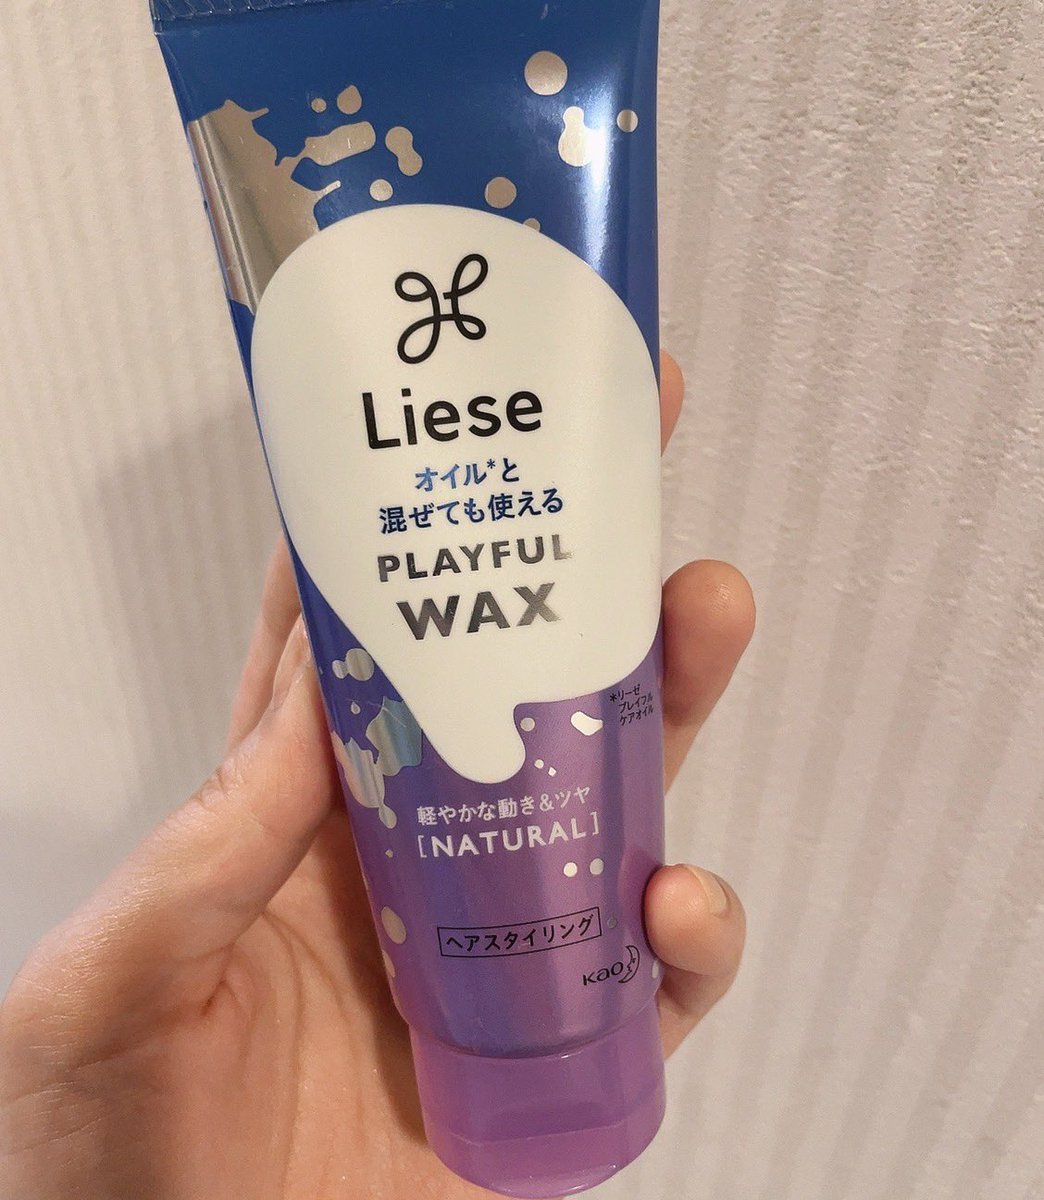 Liese
オイル*と
混ぜても使える
PLAYFUL
WAX
*リーゼ
プレイフル
ケアオイル
軽やかな動き&ツヤ
[NATURAL]
ヘアスタイリング
Kao